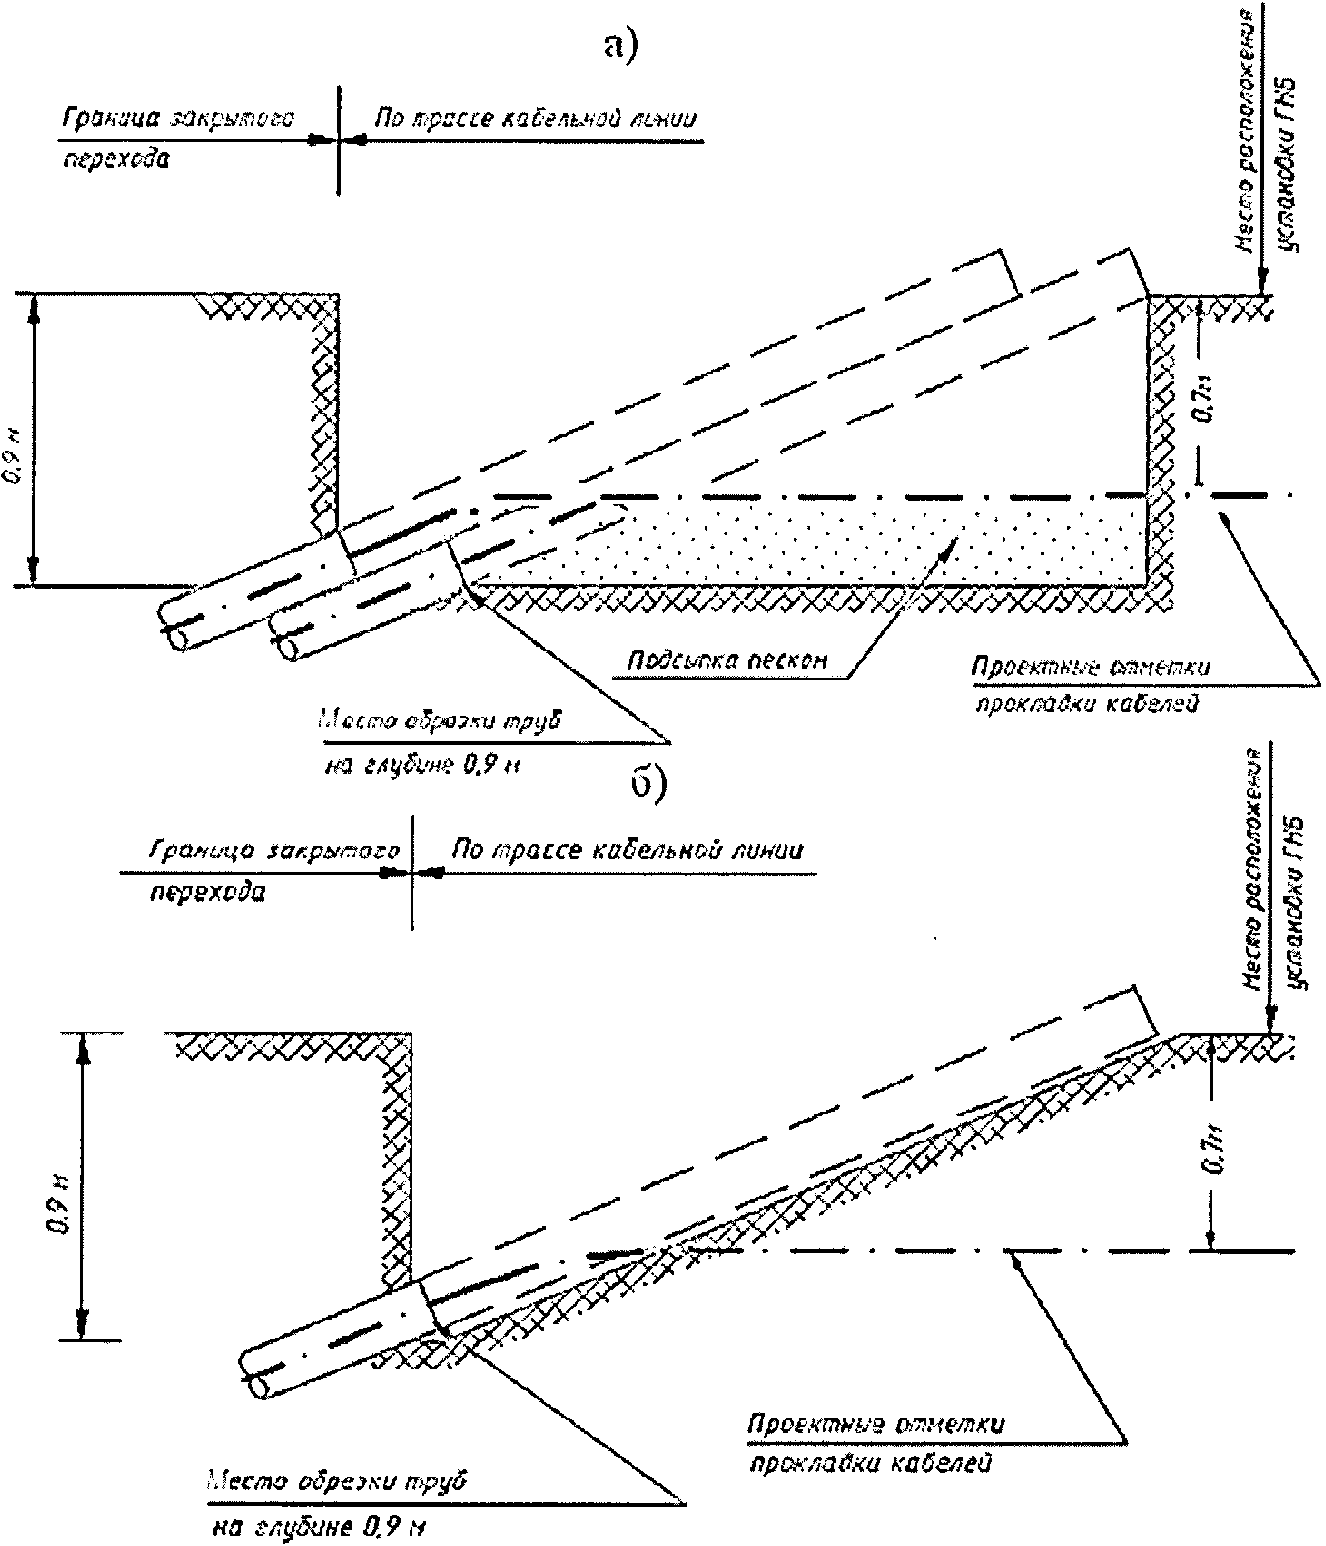 а)
Граница закрытого
перехода
По трассе кабельной линии
Место расположения
установки ГНБ
0,9 м
0,7м
Подсыпка песком
Проектные отметки
прокладки кабелей
Место обрезки труб
на глубине 0,9 м
б)
Граница закрытого
перехода
По трассе кабельной линии
Место расположения
установки ГНБ
0,9 м
0,7м
Проектные отметки
прокладки кабелей
Место обрезки труб
на глубине 0,9 м